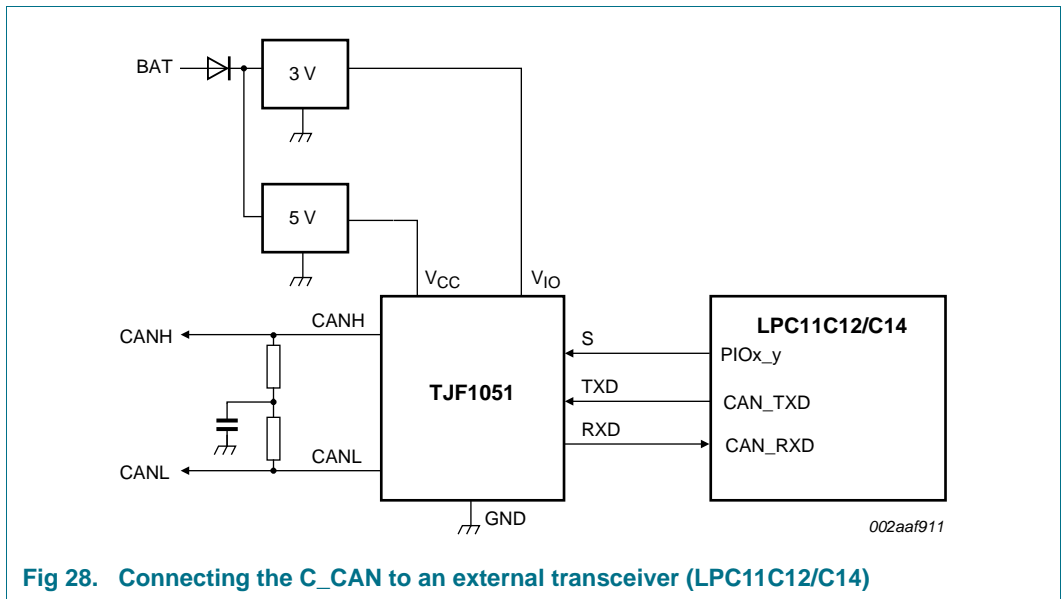 BAT
3 V
5 V
VCC
VIO
CANH
CANH
S
LPC11C12/C14
PIOx_y
TJF1051
TXD
CAN_TXD
RXD
CAN_RXD
CANL
CANL
GND
002aaf911
Fig 28. Connecting the C_CAN to an external transceiver (LPC11C12/C14)